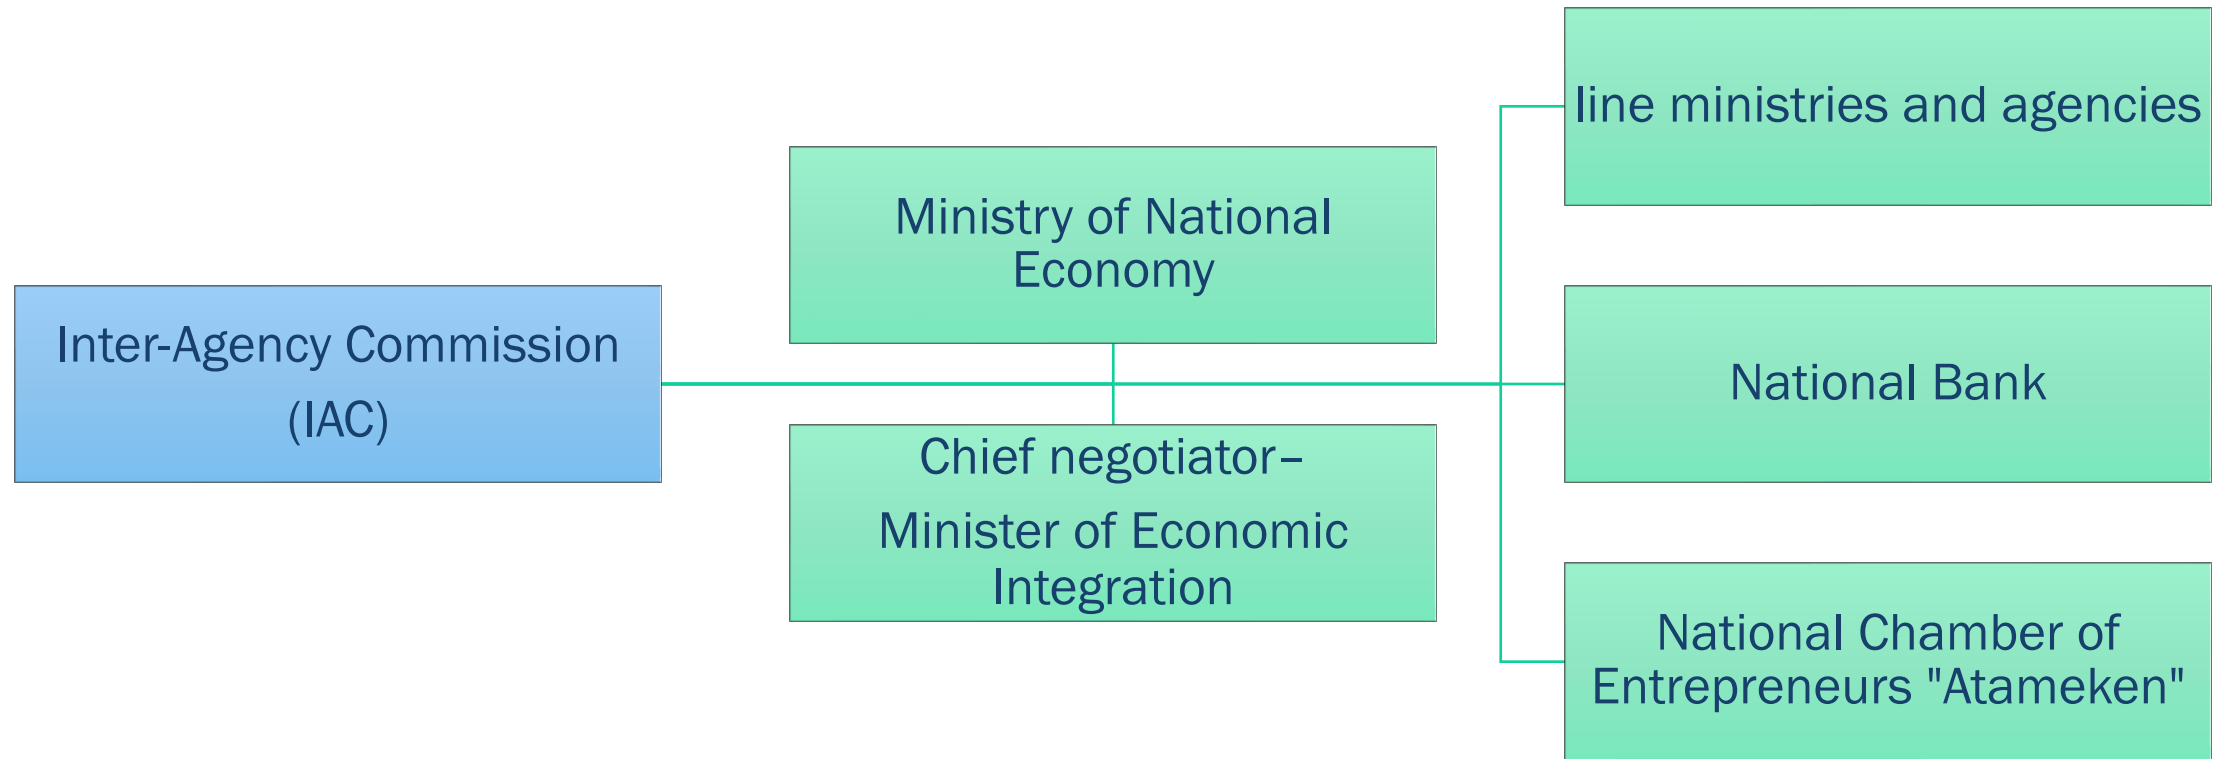 Inter-Agency Commission
(IAC)
Ministry of National
Economy
Chief negotiator–
Minister of Economic
Integration
line ministries and agencies
National Bank
National Chamber of
Entrepreneurs "Atameken"